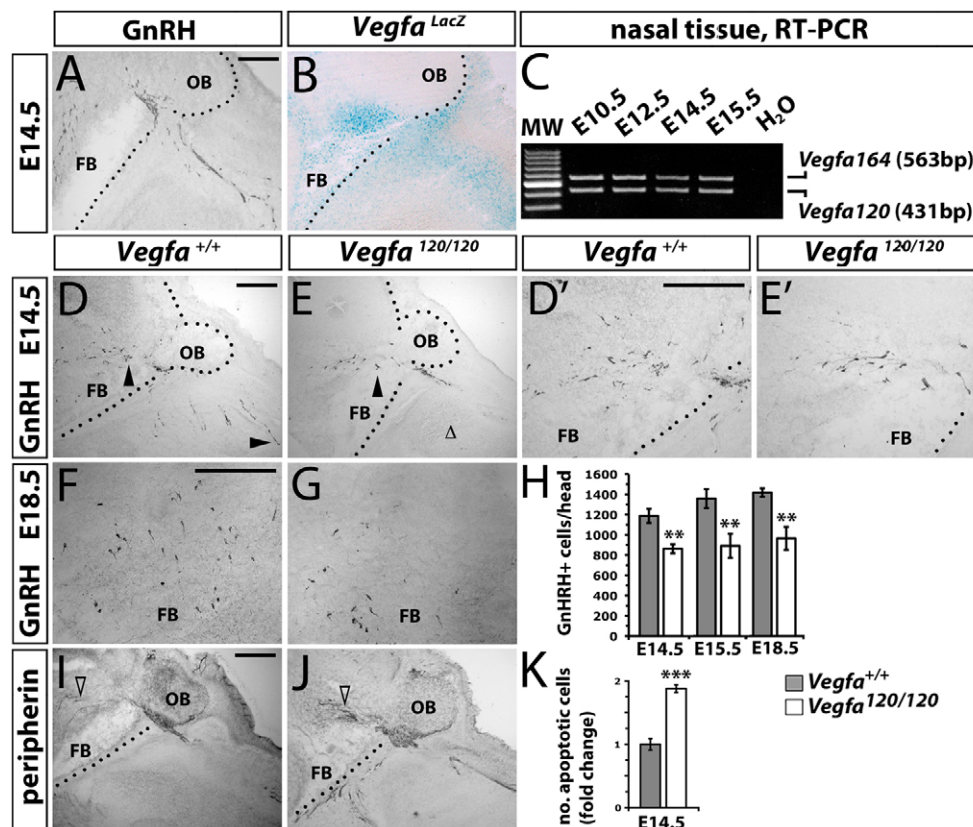 GnRH
Vegfa LacZ
nasal tissue, RT-PCR
E14.5
A
OB
FB
B
OB
FB
C
MW E10.5 E12.5 E14.5 E15.5 H2O
Vegfa164 (563bp)
Vegfa120 (431bp)
Vegfa +/+
Vegfa 120/120
Vegfa +/+
Vegfa 120/120
GnRH E14.5
D
OB
FB
E
OB
FB
D'
FB
E'
FB
GnRH E18.5
F
FB
G
FB
H
GnHRH+ cells/head
1600
1400
1200
1000
800
600
400
200
0
** ** **
E14.5 E15.5 E18.5
peripherin
I
OB
FB
J
OB
FB
K
no. apoptotic cells
(fold change)
2
1
0
***
E14.5
Vegfa+/+
Vegfa120/120